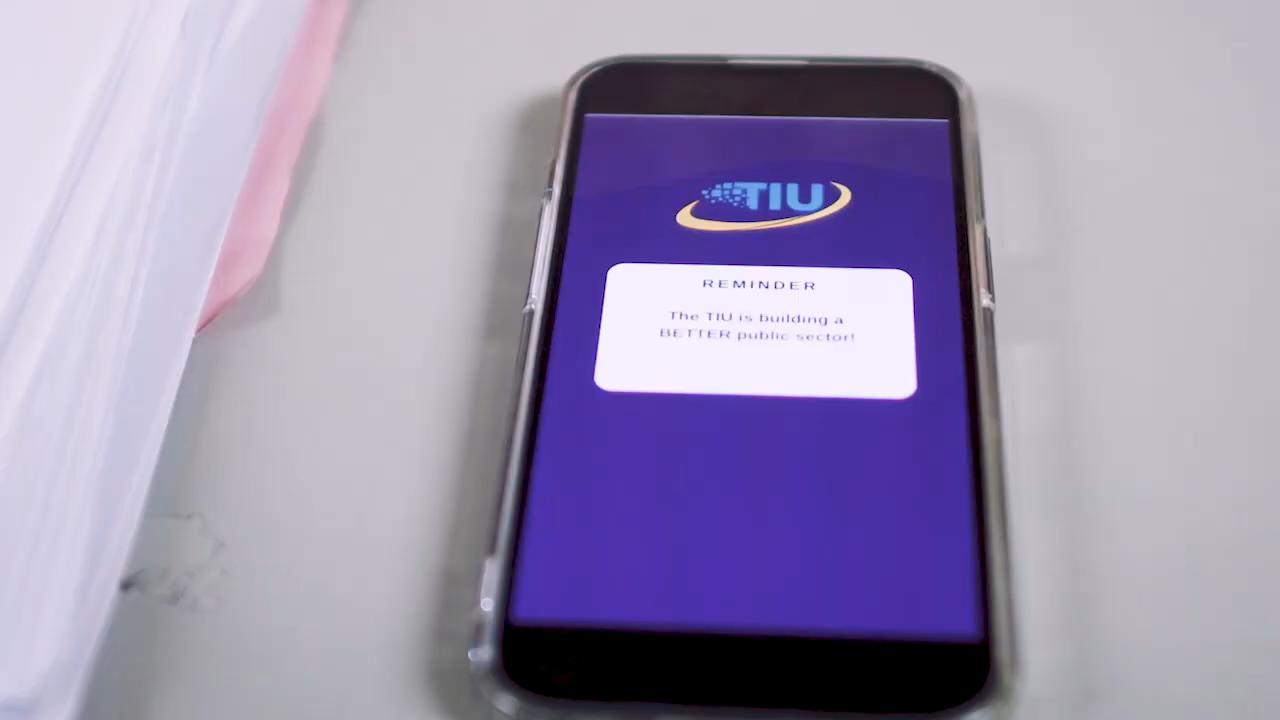 TIU
REMINDER
The TIU is building a
BETTER public sector!